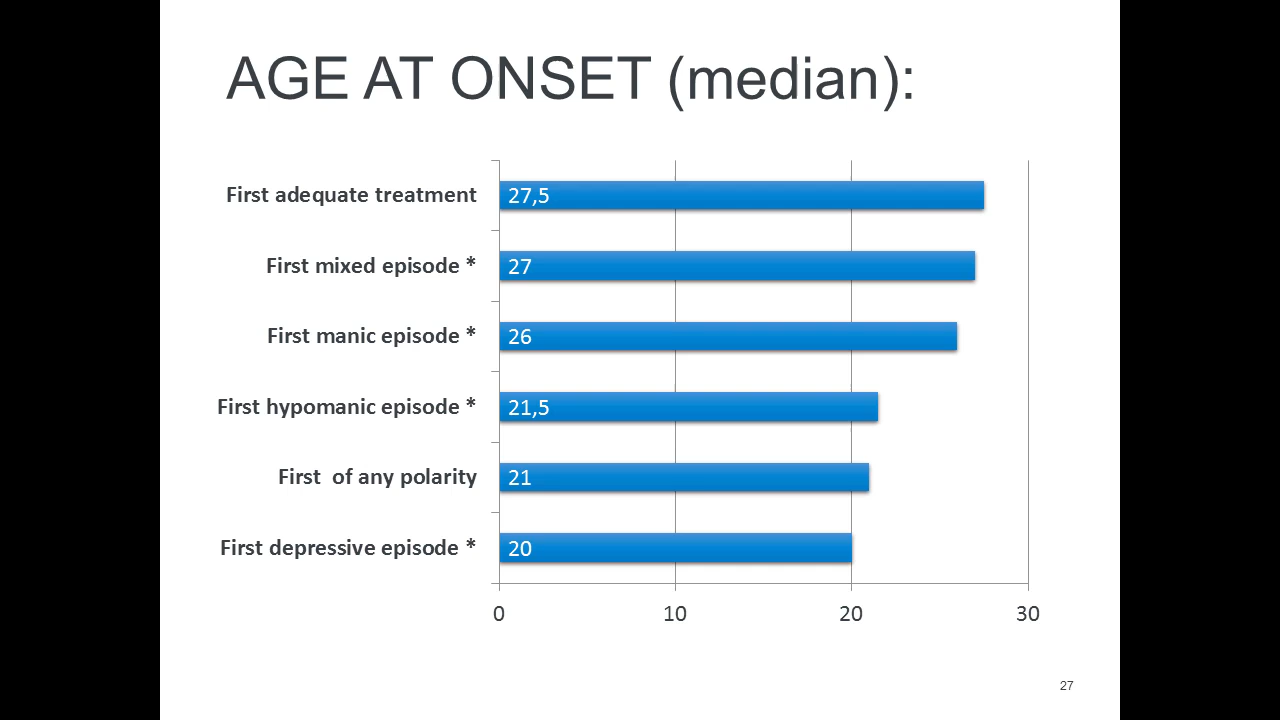 AGE AT ONSET (median):
First adequate treatment 27,5
First mixed episode * 27
First manic episode * 26
First hypomanic episode * 21,5
First  of any polarity 21
First depressive episode * 20
0 10 20 30
27